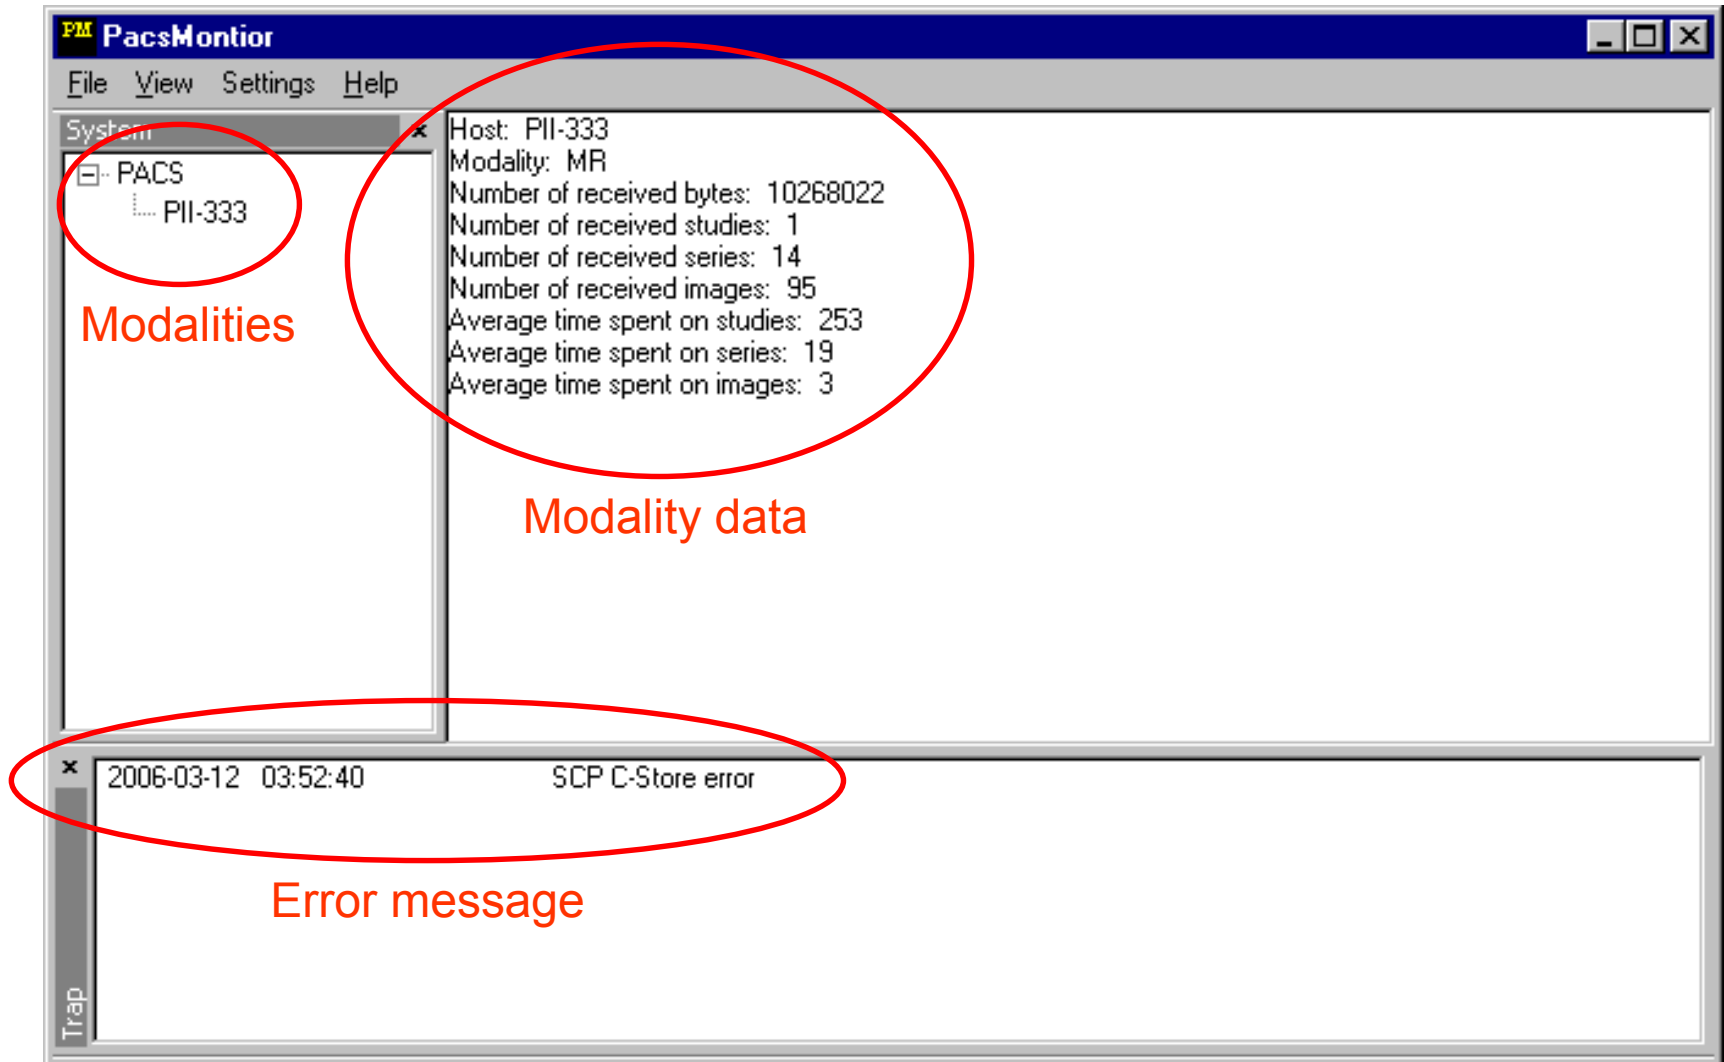 PM PacsMontior
File View Settings Help
System
PACS
PII-333
Modalities
Host: PII-333
Modality: MR
Number of received bytes: 10268022
Number of received studies: 1
Number of received series: 14
Number of received images: 95
Average time spent on studies: 253
Average time spent on series: 19
Average time spent on images: 3
Modality data
2006-03-12 03:52:40 SCP C-Store error
Error message
Trap